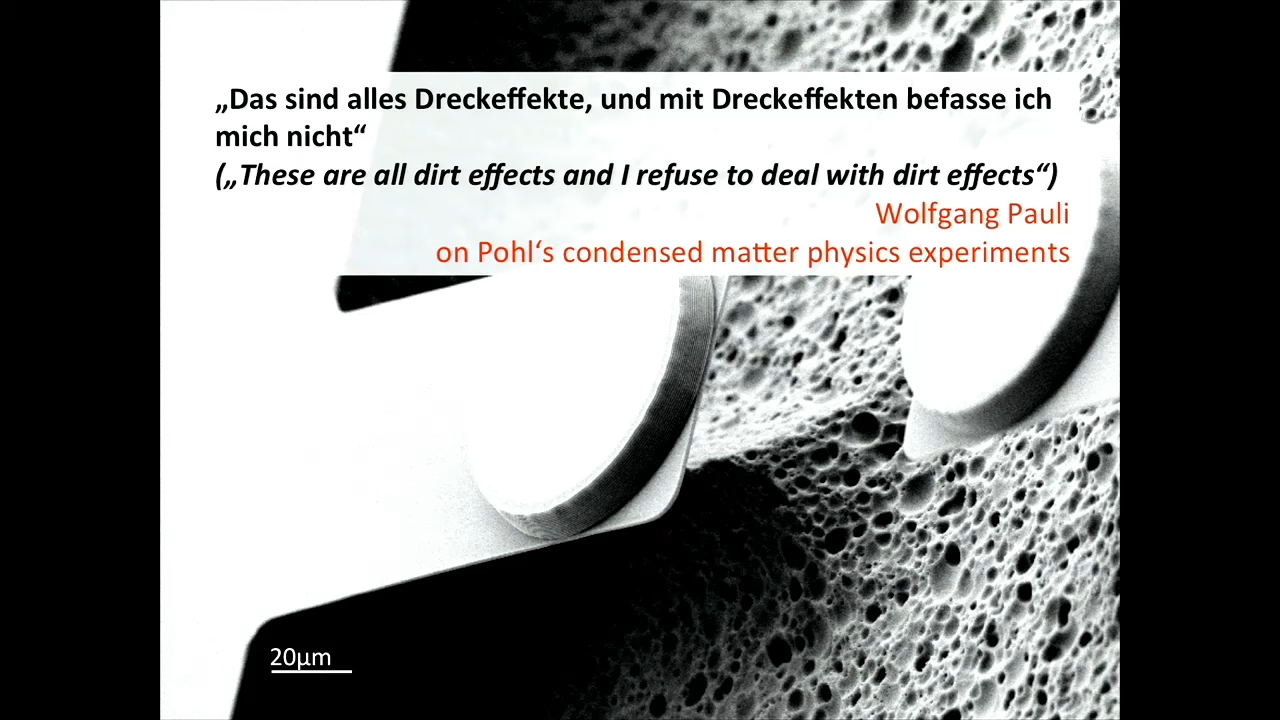 „Das sind alles Dreckeffekte, und mit Dreckeffekten befasse ich
mich nicht“
(„These are all dirt effects and I refuse to deal with dirt effects“)
Wolfgang Pauli
on Pohl‘s condensed matter physics experiments
20μm